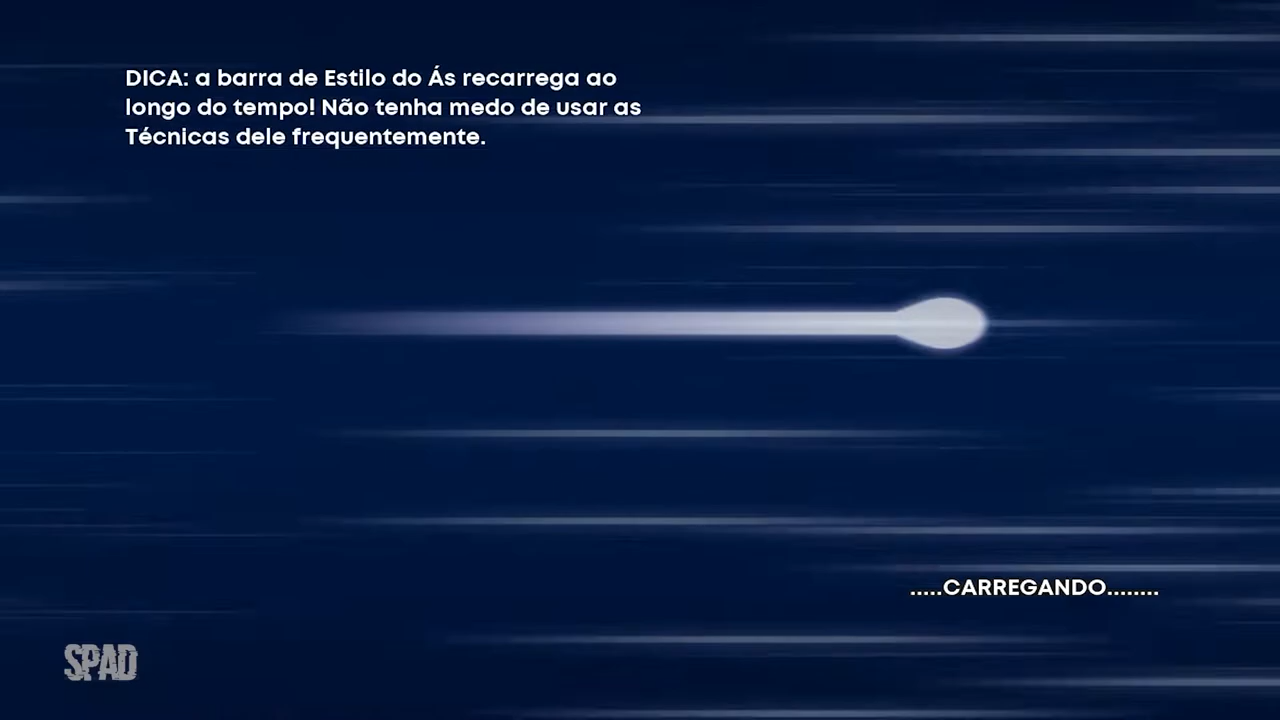 DICA: a barra de Estilo do Ás recarrega ao
longo do tempo! Não tenha medo de usar as
Técnicas dele frequentemente.
.....CARREGANDO........
SPAD